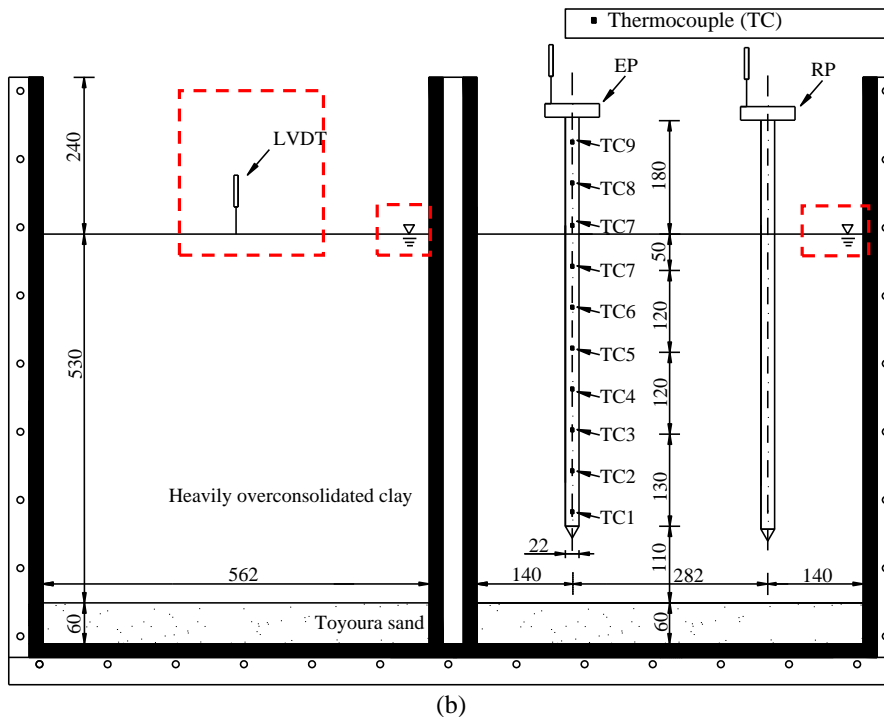 Thermocouple (TC)
EP
RP
LVDT
TC9
TC8
TC7
TC7
TC6
TC5
TC4
TC3
TC2
TC1
240
530
60
180
50
120
120
130
110
60
Heavily overconsolidated clay
22
562
140
282
140
Toyoura sand
(b)